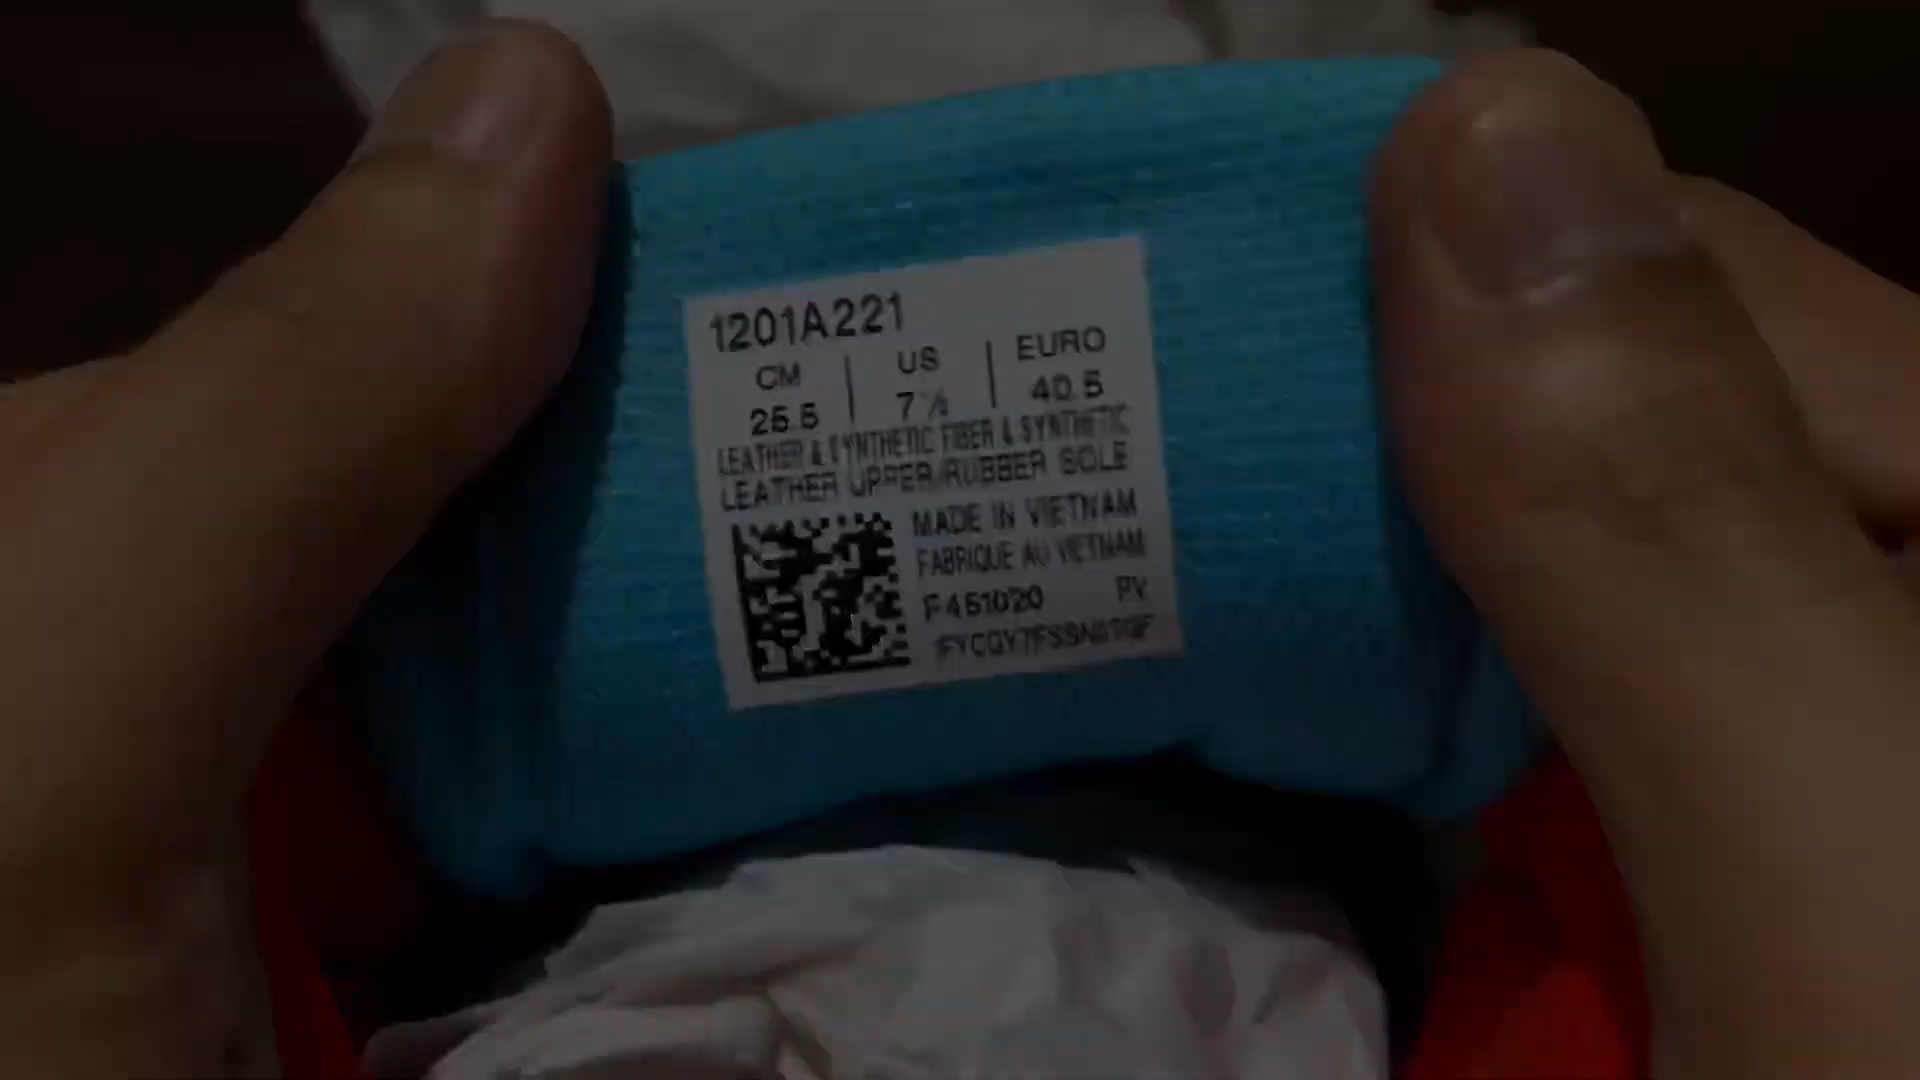 1201A221
CM | US | EURO
25.5 | 7 ½ | 40.5
LEATHER & SYNTHETIC FIBER & SYNTHETIC
LEATHER UPPER/RUBBER SOLE
MADE IN VIETNAM
FABRIQUE AU VIETNAM
F461020 PV